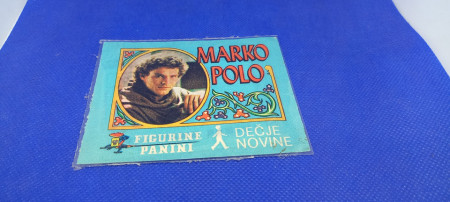 MARKO
POLO
FIGURINE
PANINI
DEČJE
NOVINE